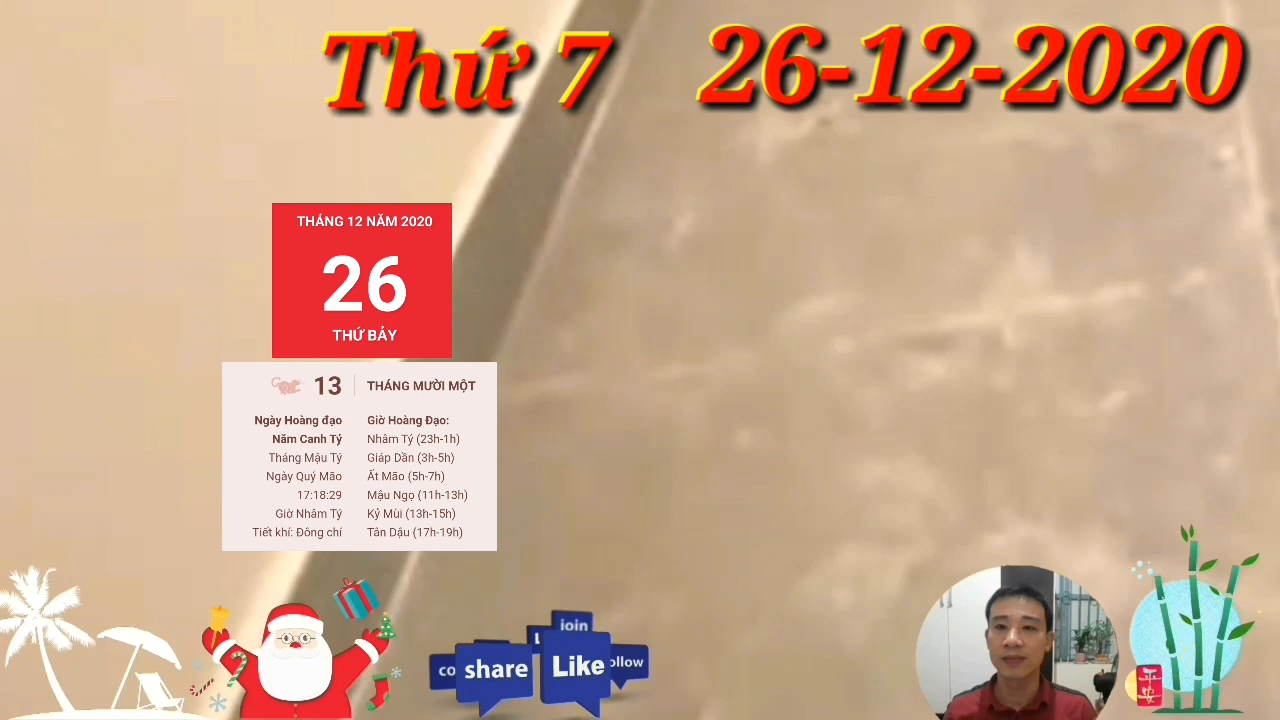 Thứ 7 26-12-2020
THÁNG 12 NĂM 2020
26
THỨ BẢY
13 THÁNG MƯỜI MỘT
Ngày Hoàng đạo Giờ Hoàng Đạo:
Năm Canh Tý Nhâm Tý (23h-1h)
Tháng Mậu Tý Giáp Dần (3h-5h)
Ngày Quý Mão Ất Mão (5h-7h)
17:18:29 Mậu Ngọ (11h-13h)
Giờ Nhâm Tý Kỷ Mùi (13h-15h)
Tiết khí: Đông chí Tân Dậu (17h-19h)
join
share Like
平安